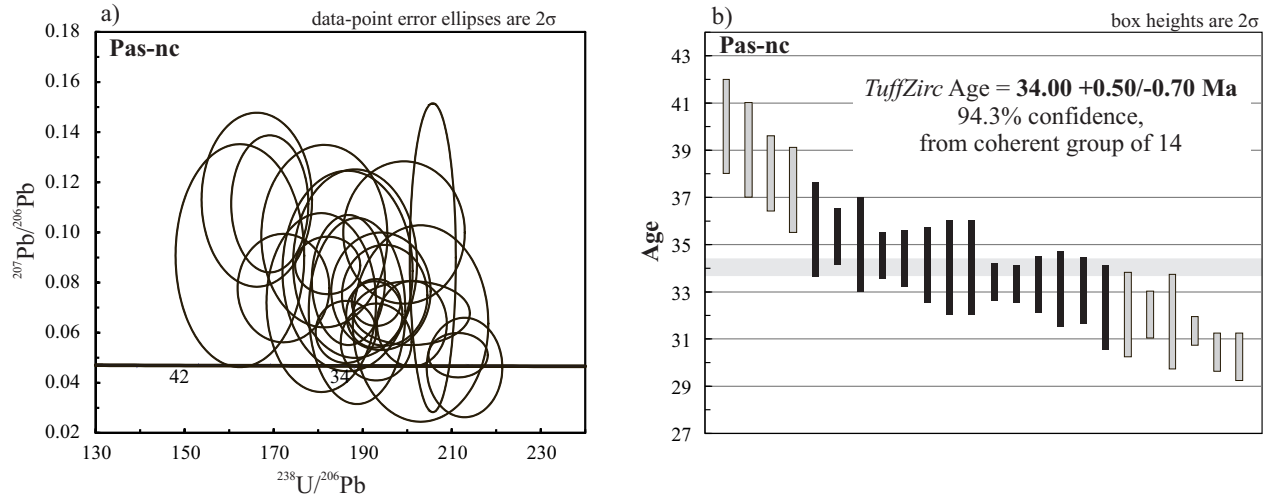 a)
data-point error ellipses are 2σ
Pas-nc
0.18
0.16
0.14
0.12
0.10
0.08
0.06
0.04
0.02
207Pb/206Pb
42
34
130
150
170
190
210
230
238U/206Pb
b)
box heights are 2σ
Pas-nc
TuffZirc Age = 34.00 +0.50/-0.70 Ma
94.3% confidence,
from coherent group of 14
43
41
39
37
35
33
31
29
27
Age